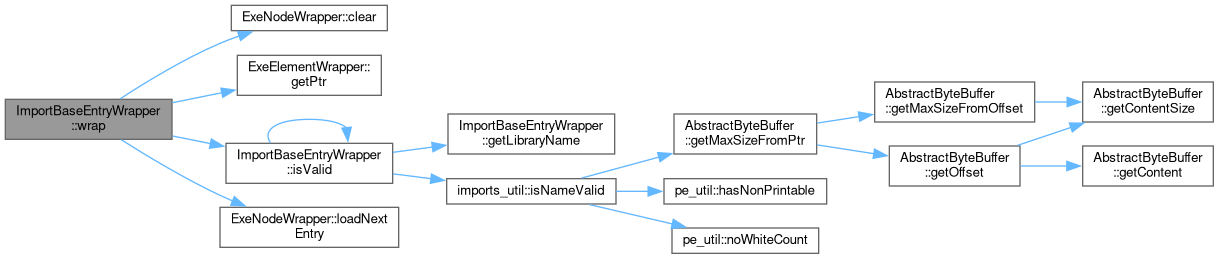 ImportBaseEntryWrapper
::wrap
ExeNodeWrapper::clear
ExeElementWrapper::
getPtr
ImportBaseEntryWrapper
::isValid
ExeNodeWrapper::loadNext
Entry
ImportBaseEntryWrapper
::getLibraryName
imports_util::isNameValid
AbstractByteBuffer
::getMaxSizeFromPtr
pe_util::hasNonPrintable
pe_util::noWhiteCount
AbstractByteBuffer
::getMaxSizeFromOffset
AbstractByteBuffer
::getOffset
AbstractByteBuffer
::getContentSize
AbstractByteBuffer
::getContent